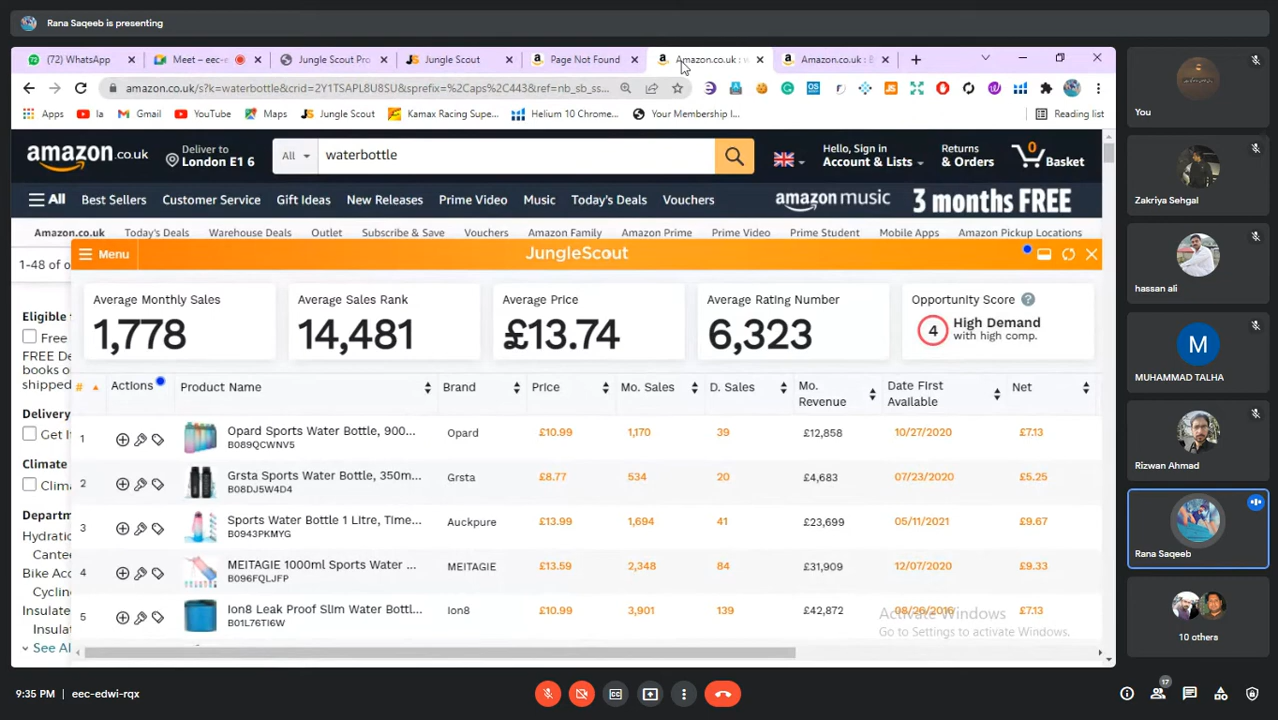 Rana Saqeeb is presenting
(72) WhatsApp
Meet – eec-e
Jungle Scout Pro
Jungle Scout
Page Not Found
Amazon.co.uk : w
Amazon.co.uk : B
amazon.co.uk/s?k=waterbottle&crid=2Y1TSAPLBI8SU&sprefix=%2Caps%2C443&ref=nb_sb_ss...
Apps
la
Gmail
YouTube
Maps
Jungle Scout
Kamax Racing Supe...
Helium 10 Chrome...
Your Membership I...
Reading list
amazon.co.uk
Deliver to
London E1 6
All
waterbottle
Hello, Sign in
Account & Lists
Returns
& Orders
0
Basket
All
Best Sellers
Customer Service
Gift Ideas
New Releases
Prime Video
Music
Today's Deals
Vouchers
amazon music
3 months FREE
Amazon.co.uk
Today's Deals
Warehouse Deals
Outlet
Subscribe & Save
Vouchers
Amazon Family
Amazon Prime
Prime Video
Prime Student
Mobile Apps
Amazon Pickup Locations
1-48 of o
Menu
JungleScout
Average Monthly Sales
1,778
Average Sales Rank
14,481
Average Price
£13.74
Average Rating Number
6,323
Opportunity Score
4
High Demand
with high comp.
Eligible f
Free
FREE De
books o
shipped
Delivery
Get It
Climate
Clima
Departm
Hydratio
Cantee
Bike Acc
Cycling
Insulate
Insulat
See All
# Actions Product Name Brand Price Mo. Sales D. Sales Mo. Revenue Date First Available Net
1 Opard Sports Water Bottle, 900... Opard £10.99 1,170 39 £12,858 10/27/2020 £7.13
B089QCWNV5
2 Grsta Sports Water Bottle, 350m... Grsta £8.77 534 20 £4,683 07/23/2020 £5.25
B08DJ5W4D4
3 Sports Water Bottle 1 Litre, Time... Auckpure £13.99 1,694 41 £23,699 05/11/2021 £9.67
B0943PKMYG
4 MEITAGIE 1000ml Sports Water ... MEITAGIE £13.59 2,348 84 £31,909 12/07/2020 £9.33
B096FQLJFP
5 Ion8 Leak Proof Slim Water Bottl... Ion8 £10.99 3,901 139 £42,872 08/26/2016 £7.13
B01L76TI6W
Activate Windows
Go to Settings to activate Windows.
You
Zakriya Sehgal
hassan ali
M
MUHAMMAD TALHA
Rizwan Ahmad
Rana Saqeeb
10 others
9:35 PM | eec-edwi-rqx
17